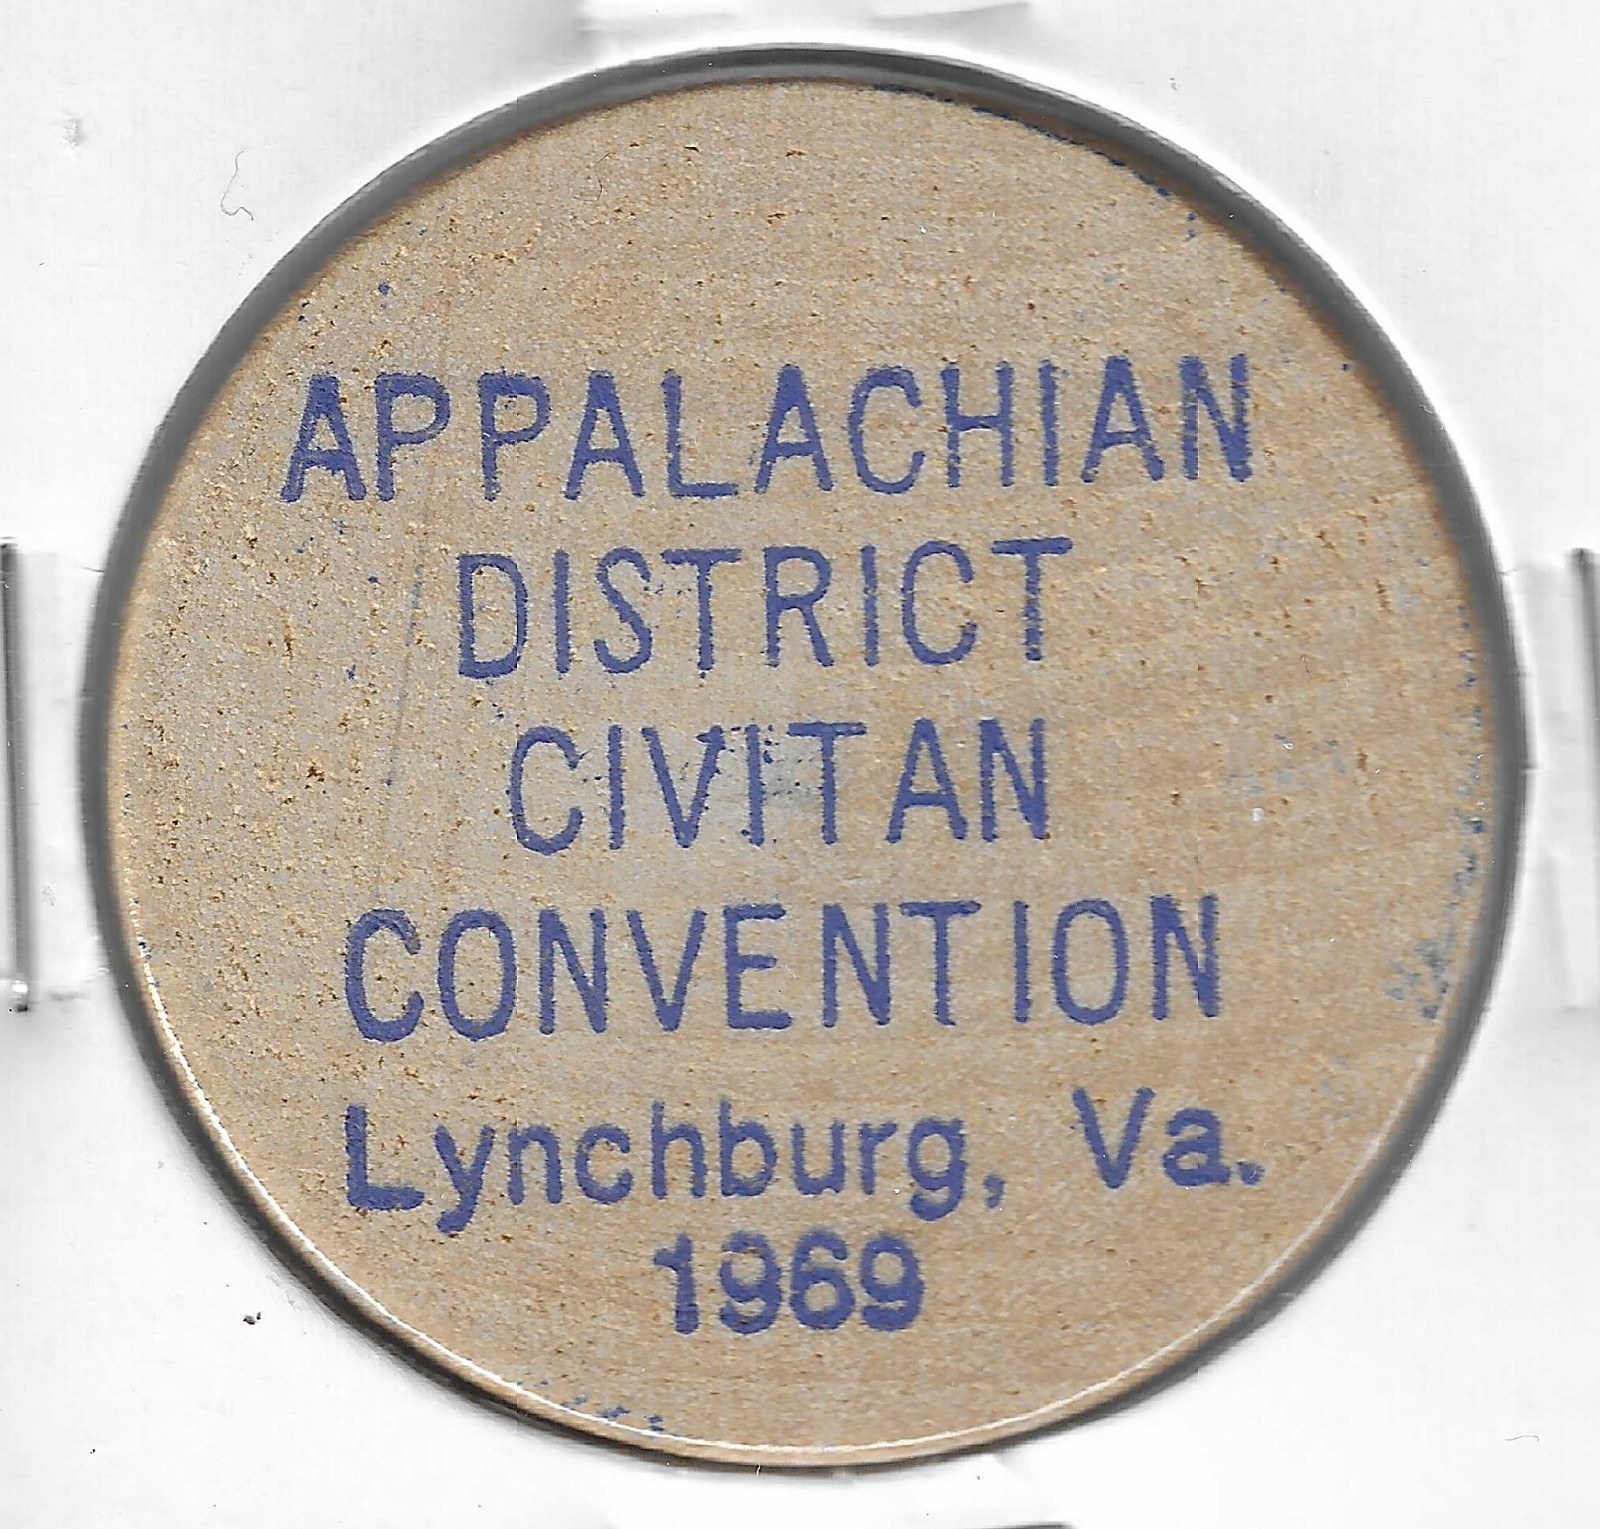 APPALACHIAN
DISTRICT
CIVITAN
CONVENTION
Lynchburg, Va.
1969